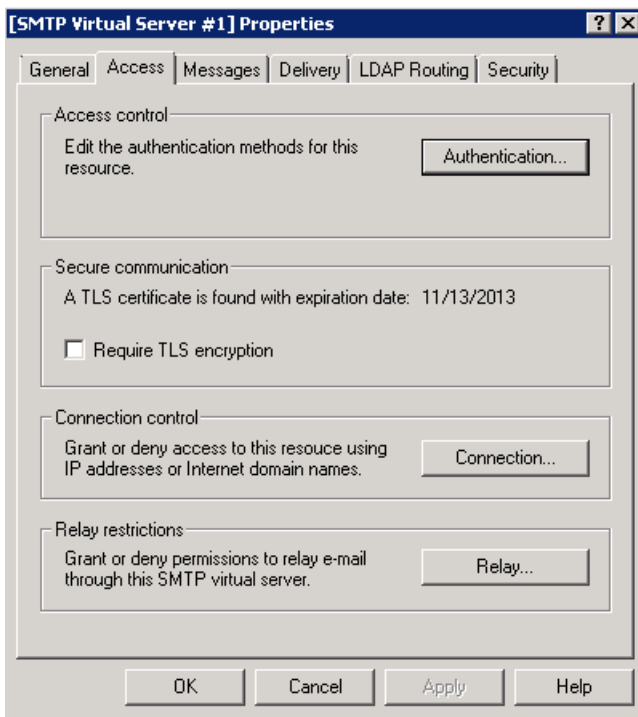 [SMTP Virtual Server #1] Properties
? X
General Access Messages Delivery LDAP Routing Security
Access control
Edit the authentication methods for this
resource.
Authentication...
Secure communication
A TLS certificate is found with expiration date: 11/13/2013
Require TLS encryption
Connection control
Grant or deny access to this resouce using
IP addresses or Internet domain names.
Connection...
Relay restrictions
Grant or deny permissions to relay e-mail
through this SMTP virtual server.
Relay...
OK Cancel Apply Help